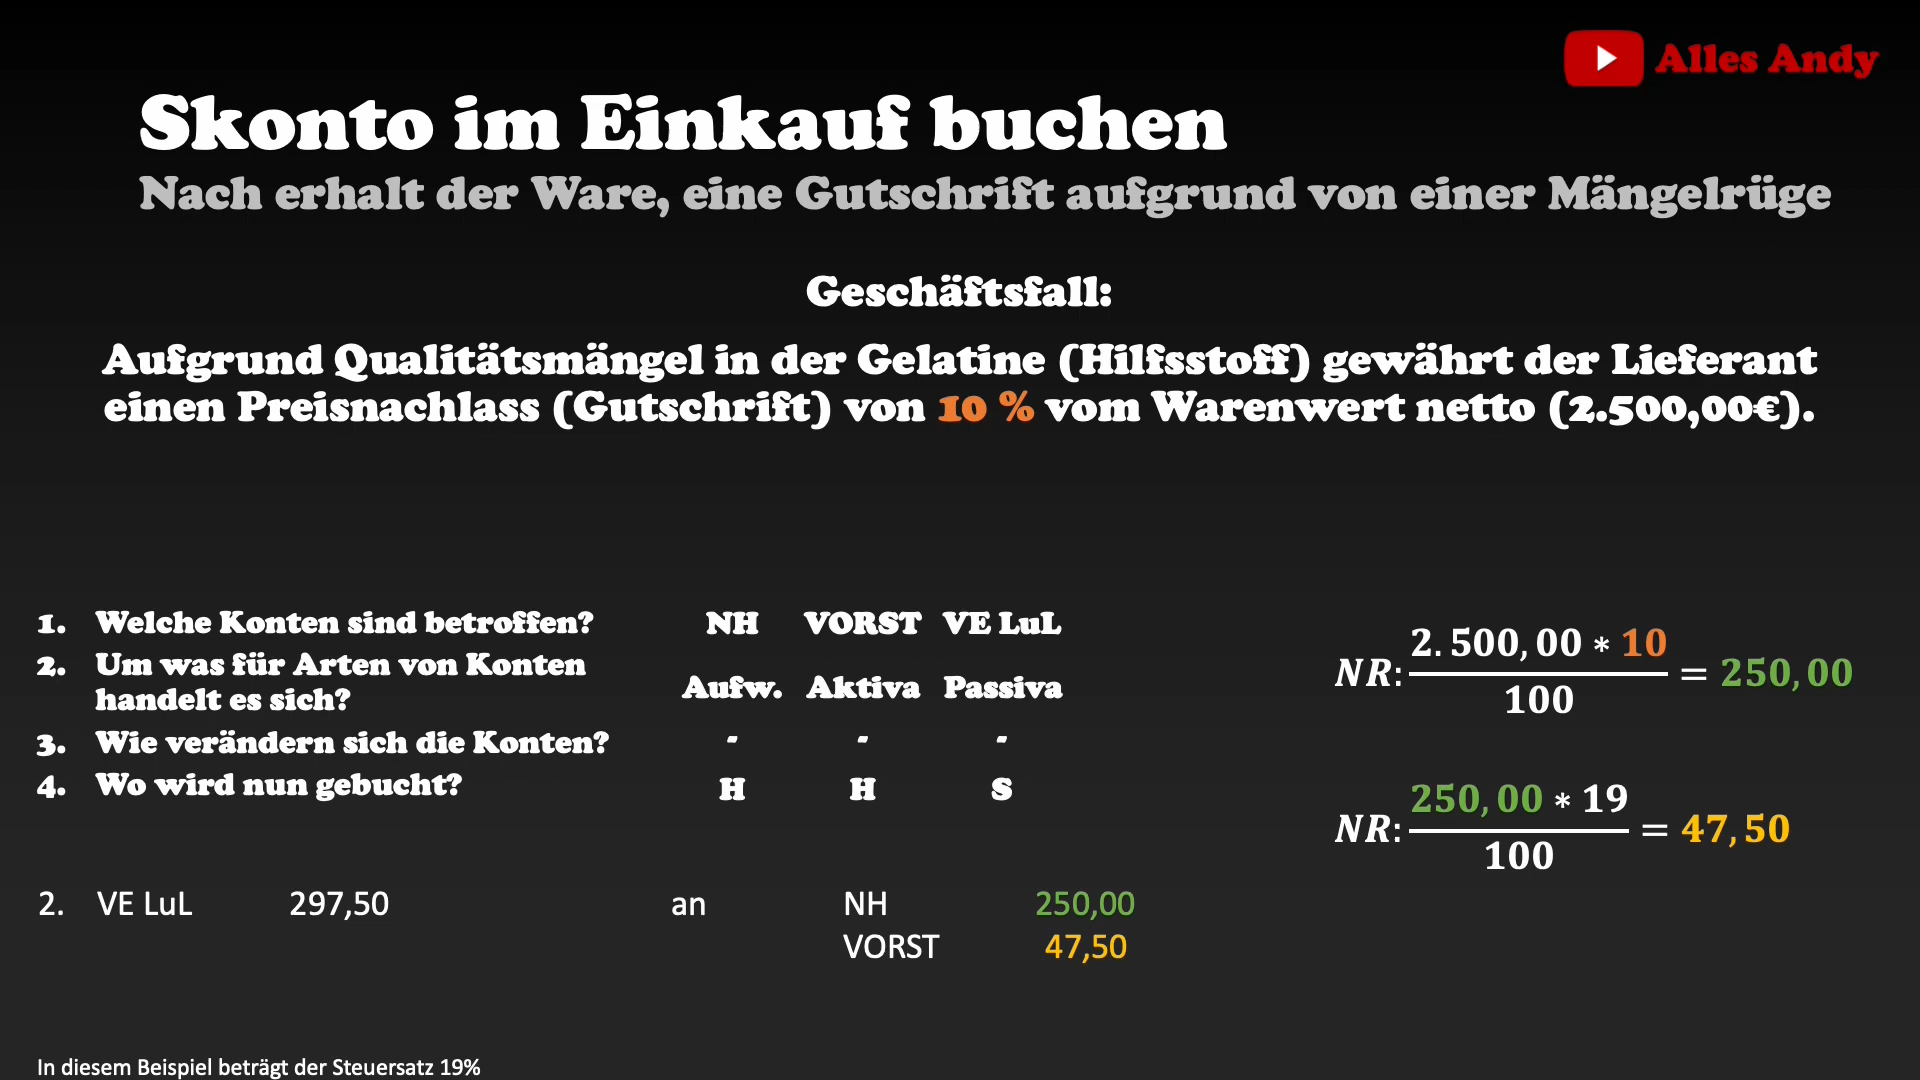 Alles Andy
Skonto im Einkauf buchen
Nach erhalt der Ware, eine Gutschrift aufgrund von einer Mängelrüge
Geschäftsfall:
Aufgrund Qualitätsmängel in der Gelatine (Hilfsstoff) gewährt der Lieferant
einen Preisnachlass (Gutschrift) von 10 % vom Warenwert netto (2.500,00€).
1. Welche Konten sind betroffen? NH VORST VE LuL
2. Um was für Arten von Konten
handelt es sich? Aufw. Aktiva Passiva
3. Wie verändern sich die Konten? - - -
4. Wo wird nun gebucht? H H S
2.500,00 * 10
NR: = 250,00
100
250,00 * 19
NR: = 47,50
100
2. VE LuL 297,50 an NH 250,00
VORST 47,50
In diesem Beispiel beträgt der Steuersatz 19%